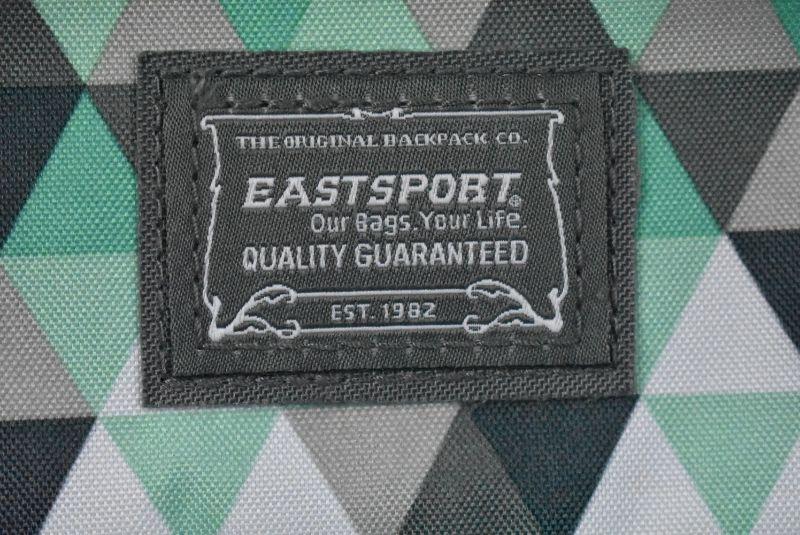 THE ORIGINAL BACKPACK CO.
EASTSPORT®
Our Bags. Your Life.
QUALITY GUARANTEED
EST. 1982